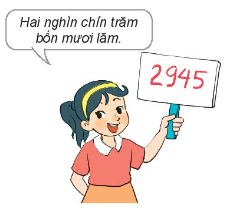 Hai nghìn chín trăm
bốn mươi lăm.
2945